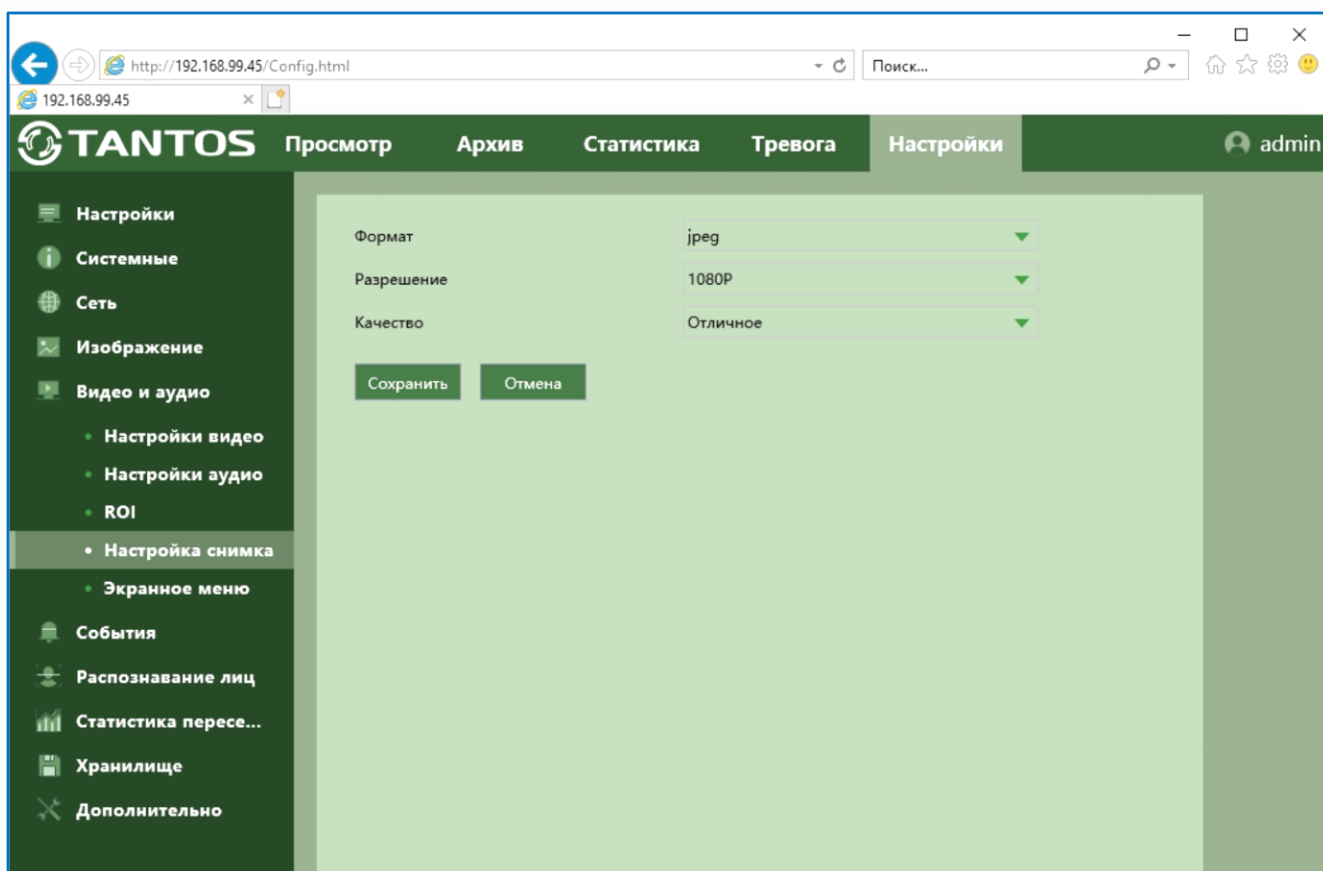 http://192.168.99.45/Config.html
Поиск...
192.168.99.45
TANTOS Просмотр Архив Статистика Тревога Настройки admin
Настройки
Системные
Сеть
Изображение
Видео и аудио
Настройки видео
Настройки аудио
ROI
Настройка снимка
Экранное меню
События
Распознавание лиц
Статистика пересе...
Хранилище
Дополнительно
Формат jpeg
Разрешение 1080P
Качество Отличное
Сохранить Отмена